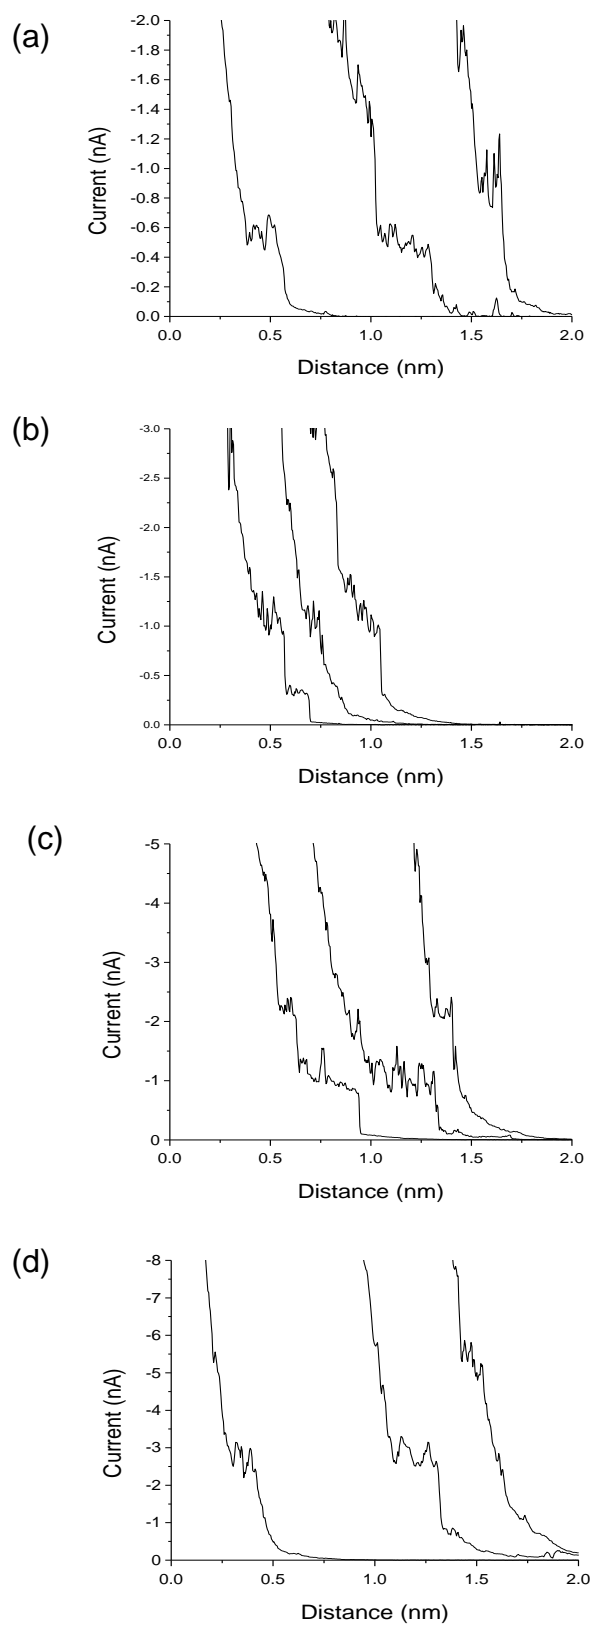 (a)
Current (nA)
-2.0
-1.8
-1.6
-1.4
-1.2
-1.0
-0.8
-0.6
-0.4
-0.2
0.0
0.0 0.5 1.0 1.5 2.0
Distance (nm)
(b)
Current (nA)
-3.0
-2.5
-2.0
-1.5
-1.0
-0.5
0.0
0.0 0.5 1.0 1.5 2.0
Distance (nm)
(c)
Current (nA)
-5
-4
-3
-2
-1
0
0.0 0.5 1.0 1.5 2.0
Distance (nm)
(d)
Current (nA)
-8
-7
-6
-5
-4
-3
-2
-1
0
0.0 0.5 1.0 1.5 2.0
Distance (nm)